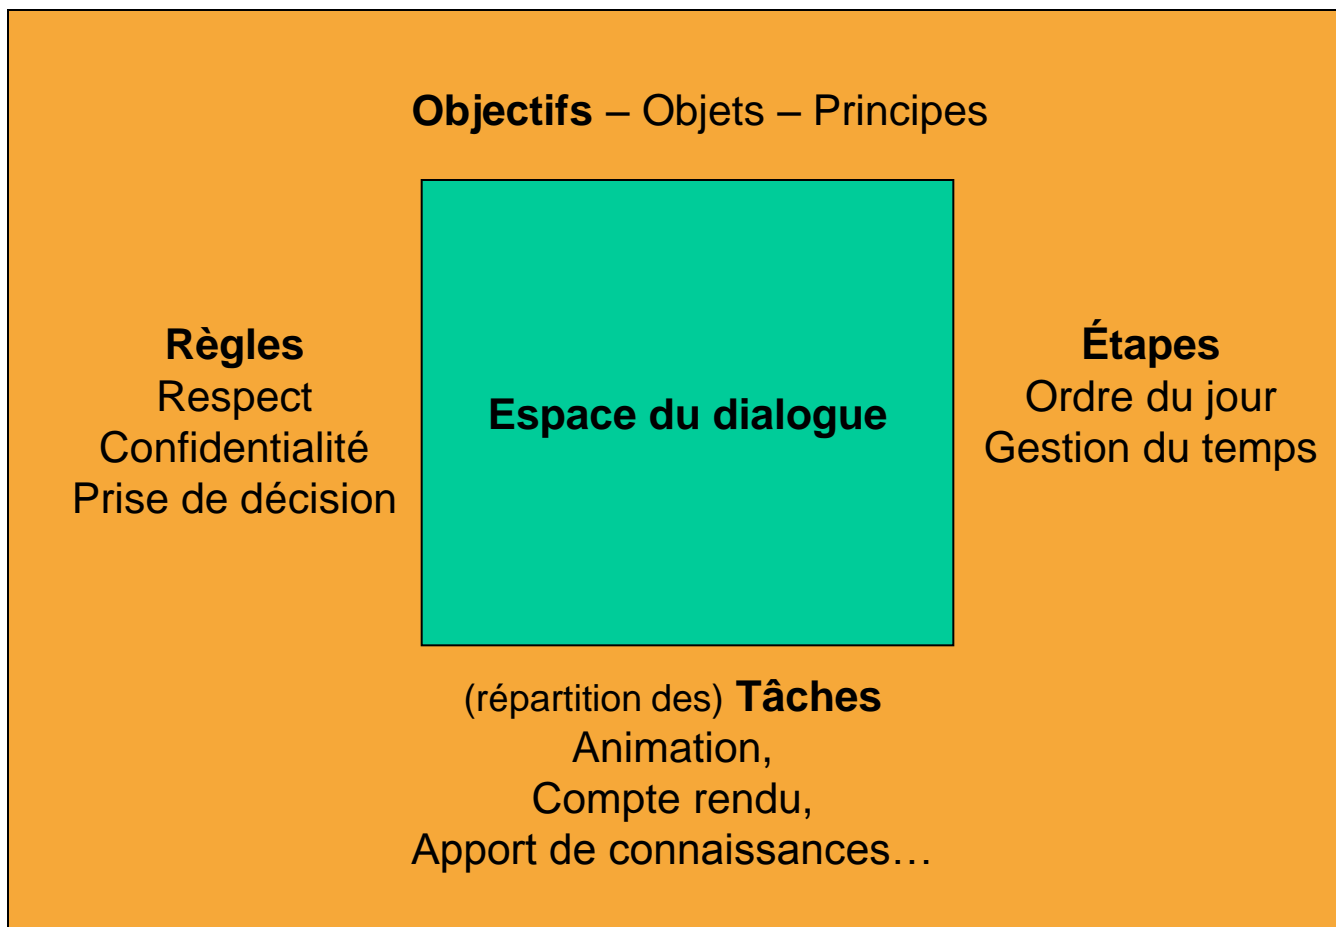 Objectifs – Objets – Principes
Règles
Respect
Confidentialité
Prise de décision
Espace du dialogue
Étapes
Ordre du jour
Gestion du temps
(répartition des) Tâches
Animation,
Compte rendu,
Apport de connaissances…